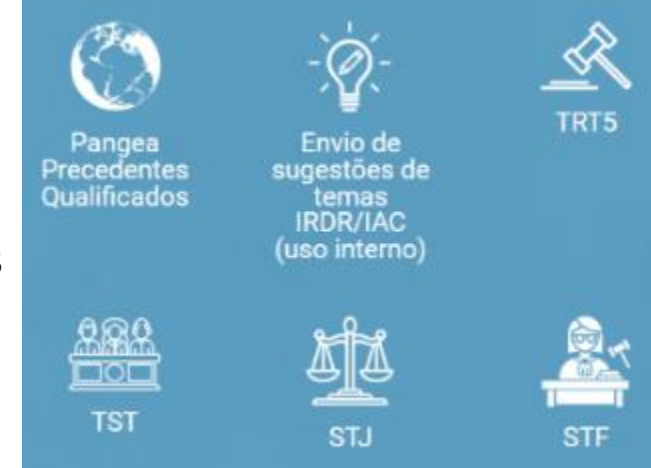 Pangea
Precedentes
Qualificados
Envio de
sugestões de
temas
IRDR/IAC
(uso interno)
TRT5
TST
STJ
STF